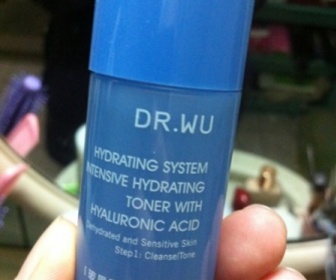 DR.WU
HYDRATING SYSTEM
INTENSIVE HYDRATING
TONER WITH
HYALURONIC ACID
Dehydrated and Sensitive Skin
Step1: Cleanse/Tone